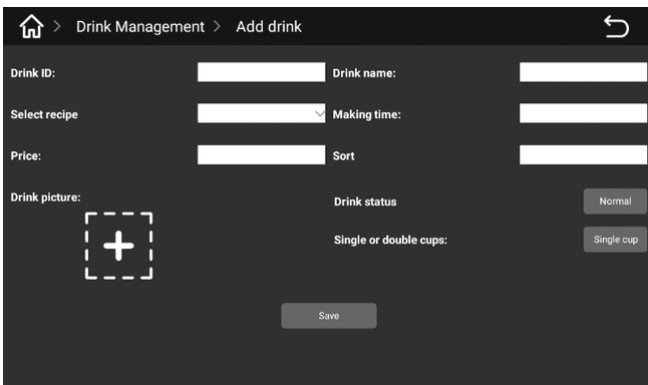 > Drink Management > Add drink
Drink ID:
Drink name:
Select recipe
Making time:
Price:
Sort
Drink picture:
Drink status
Normal
Single or double cups:
Single cup
Save